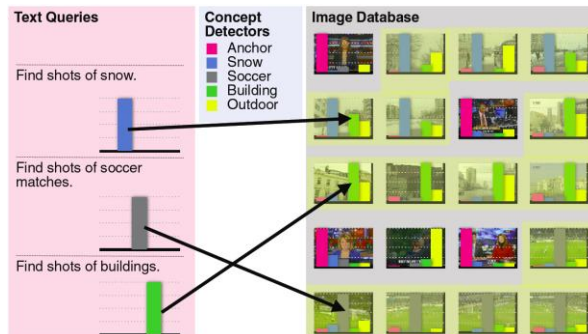 Text Queries
Concept
Detectors
Anchor
Snow
Soccer
Building
Outdoor
Image Database
Find shots of snow.
Find shots of soccer
matches.
Find shots of buildings.